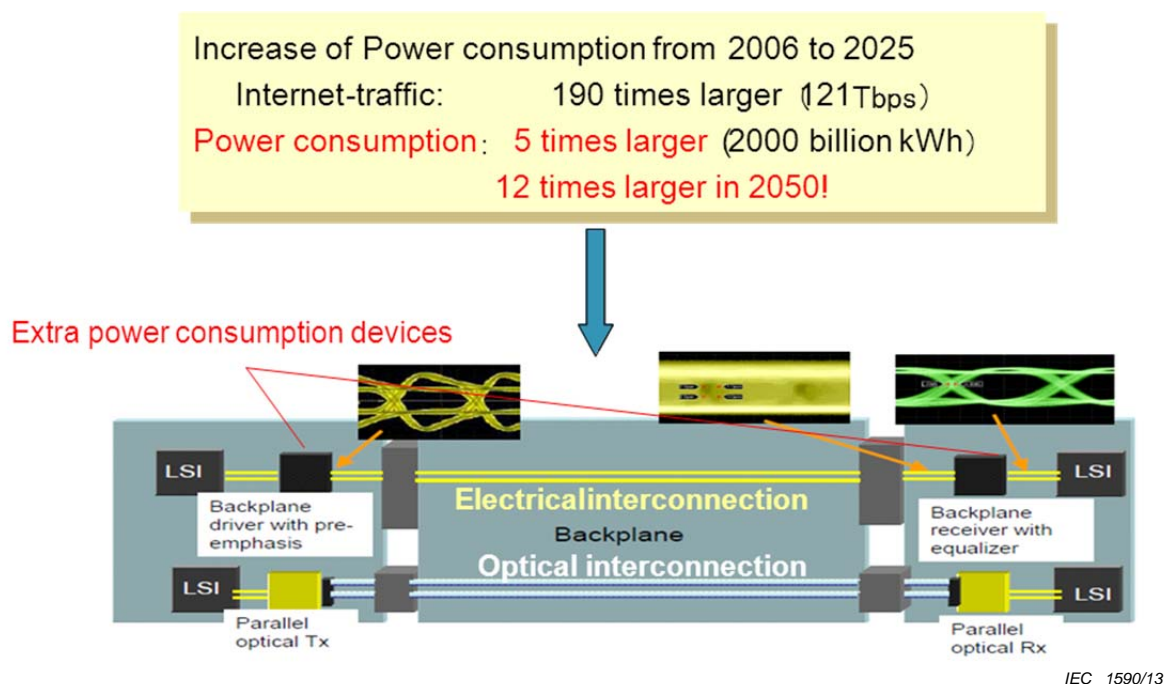 Increase of Power consumption from 2006 to 2025
Internet-traffic: 190 times larger (121Tbps)
Power consumption: 5 times larger (2000 billion kWh)
12 times larger in 2050!
Extra power consumption devices
LSI
LSI
Backplane
driver with pre-
emphasis
Electricalinterconnection
Backplane
receiver with
equalizer
Backplane
Optical interconnection
LSI
LSI
Parallel
optical Tx
Parallel
optical Rx
IEC 1590/13